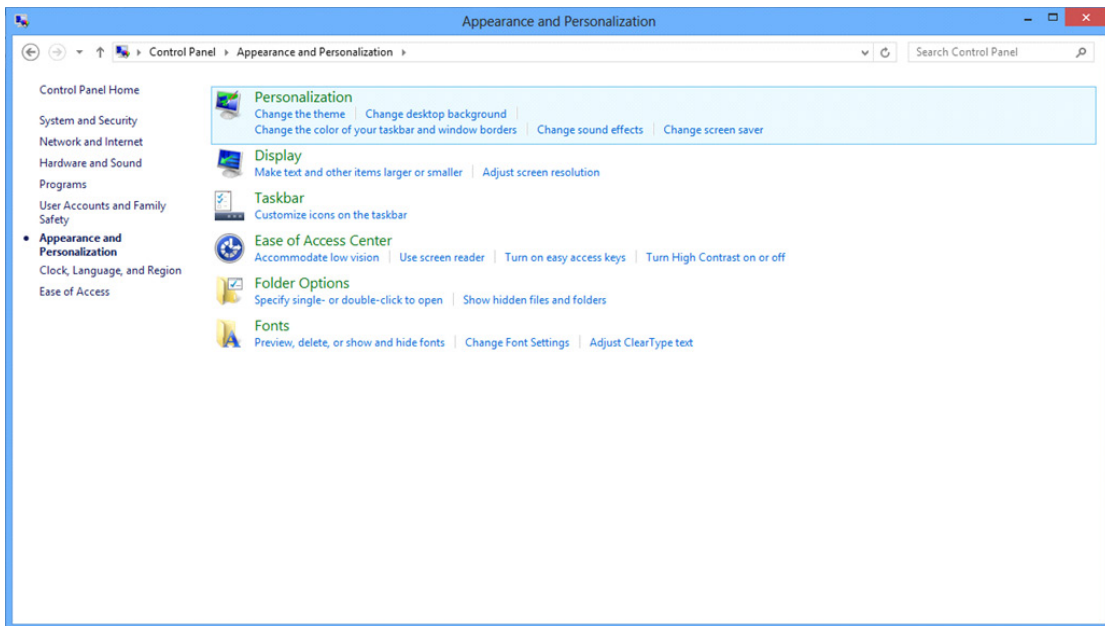 Appearance and Personalization
Control Panel Appearance and Personalization
Search Control Panel
Control Panel Home
System and Security
Network and Internet
Hardware and Sound
Programs
User Accounts and Family
Safety
Appearance and
Personalization
Clock, Language, and Region
Ease of Access
Personalization
Change the theme Change desktop background
Change the color of your taskbar and window borders Change sound effects Change screen saver
Display
Make text and other items larger or smaller Adjust screen resolution
Taskbar
Customize icons on the taskbar
Ease of Access Center
Accommodate low vision Use screen reader Turn on easy access keys Turn High Contrast on or off
Folder Options
Specify single- or double-click to open Show hidden files and folders
Fonts
Preview, delete, or show and hide fonts Change Font Settings Adjust ClearType text